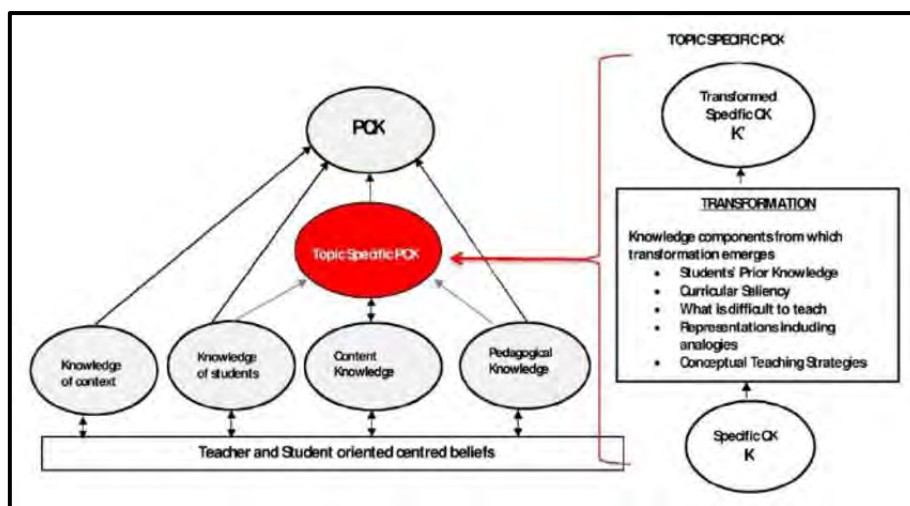 TOPIC SPECIFIC PCK
PCK
Topic Specific PCK
Knowledge
of context
Knowledge
of students
Content
Knowledge
Pedagogical
Knowledge
Teacher and Student oriented centred beliefs
Transformed
Specific CK
K'
TRANSFORMATION
Knowledge components from which
transformation emerges
• Students' Prior Knowledge
• Curricular Saliency
• What is difficult to teach
• Representations including
analogies
• Conceptual Teaching Strategies
Specific CK
K